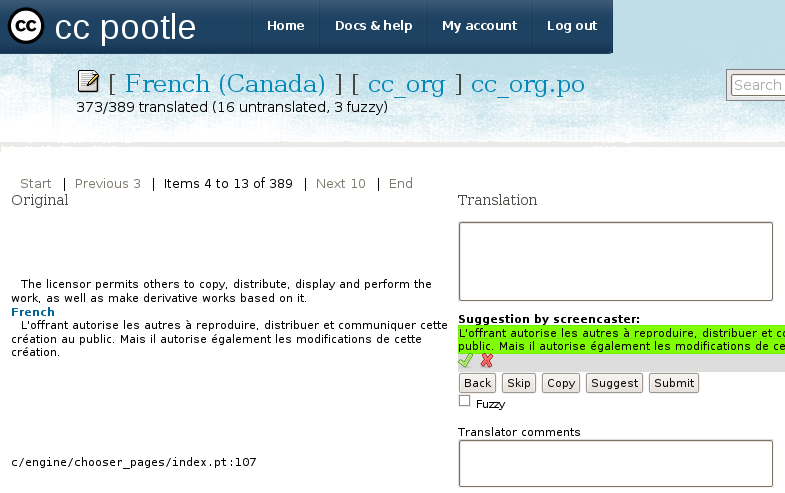 cc cc pootle Home Docs & help My account Log out
[ French (Canada) ] [ cc_org ] cc_org.po
373/389 translated (16 untranslated, 3 fuzzy)
Search
Start | Previous 3 | Items 4 to 13 of 389 | Next 10 | End
Original
The licensor permits others to copy, distribute, display and perform the
work, as well as make derivative works based on it.
French
L'offrant autorise les autres à reproduire, distribuer et communiquer cette
création au public. Mais il autorise également les modifications de cette
création.
c/engine/chooser_pages/index.pt:107
Translation
Suggestion by screencaster:
L'offrant autorise les autres à reproduire, distribuer et
public. Mais il autorise également les modifications de
Back Skip Copy Suggest Submit
Fuzzy
Translator comments